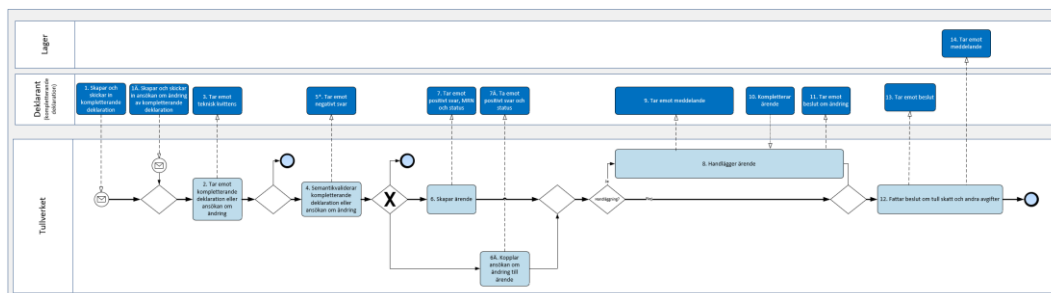 Lager
14. Tar emot
meddelande
Deklarant
(kompletterande
deklaration)
1. Skapar och
skickar in
kompletterande
deklaration
1Ä. Skapar och skickar
in ansökan om ändring
av kompletterande
deklaration
3. Tar emot
teknisk kvittens
5*. Tar emot
negativt svar
7. Tar emot
positivt svar, MRN
och status
7Ä. Ta emot
positivt svar och
status
9. Tar emot meddelande
10. Kompletterar
ärende
11. Tar emot
beslut om ändring
13. Tar emot beslut
Tullverket
2. Tar emot
kompletterande
deklaration eller
ansökan om
ändring
4. Semantikvaliderar
kompletterande
deklaration eller
ansökan om ändring
X
6. Skapar ärende
6Ä. Kopplar
ansökan om
ändring till
ärende
Handläggning?
8. Handlägger ärende
12. Fattar beslut om tull skatt och andra avgifter